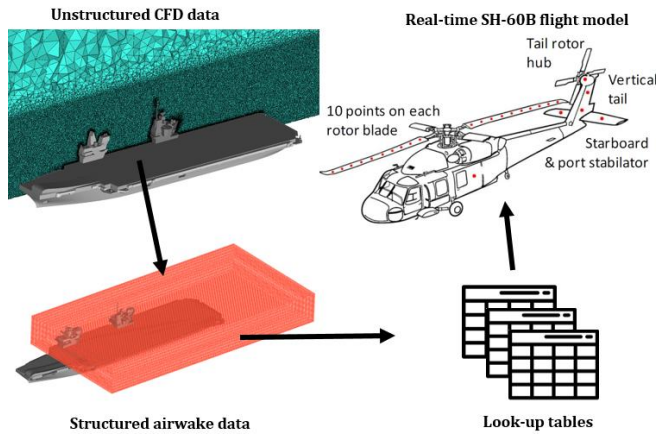 Unstructured CFD data
Real-time SH-60B flight model
Tail rotor
hub
Vertical
tail
10 points on each
rotor blade
Starboard
& port stabilator
Structured airwake data
Look-up tables